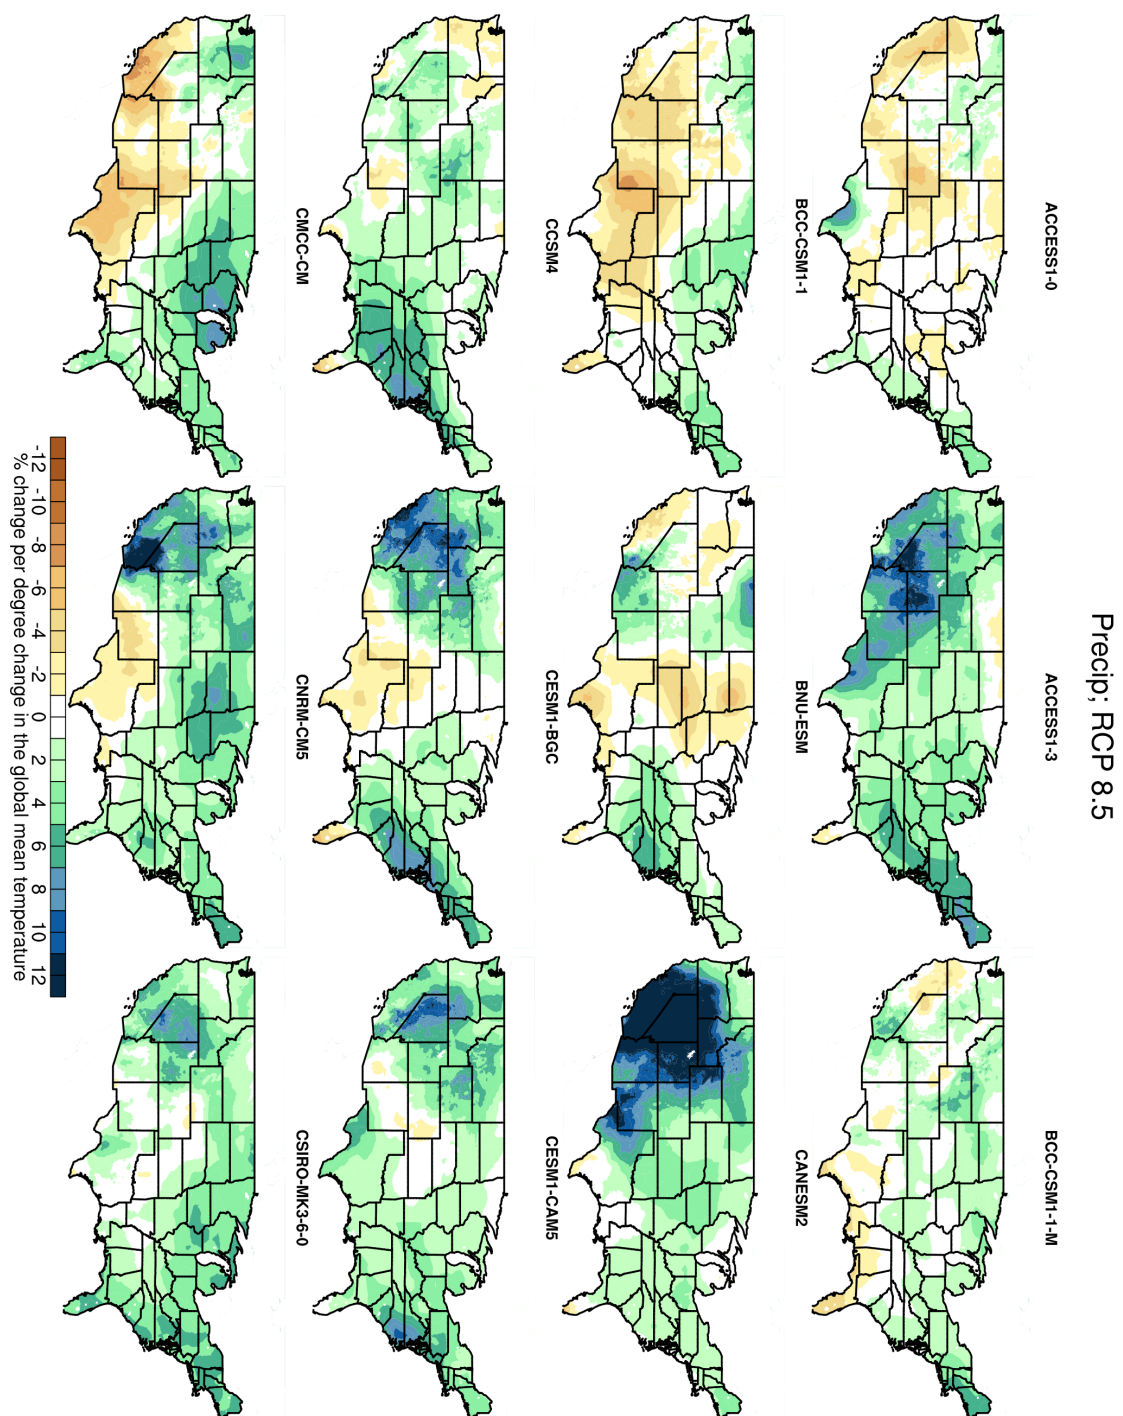 Precip; RCP 8.5
ACCESS1-0
ACCESS1-3
BCC-CSM1-1-M
BCC-CSM1-1
BNU-ESM
CANESM2
CCSM4
CESM1-BGC
CESM1-CAM5
CMCC-CM
CNRM-CM5
CSIRO-MK3-6-0
-12 -10 -8 -6 -4 -2 0 2 4 6 8 10 12
% change per degree change in the global mean temperature